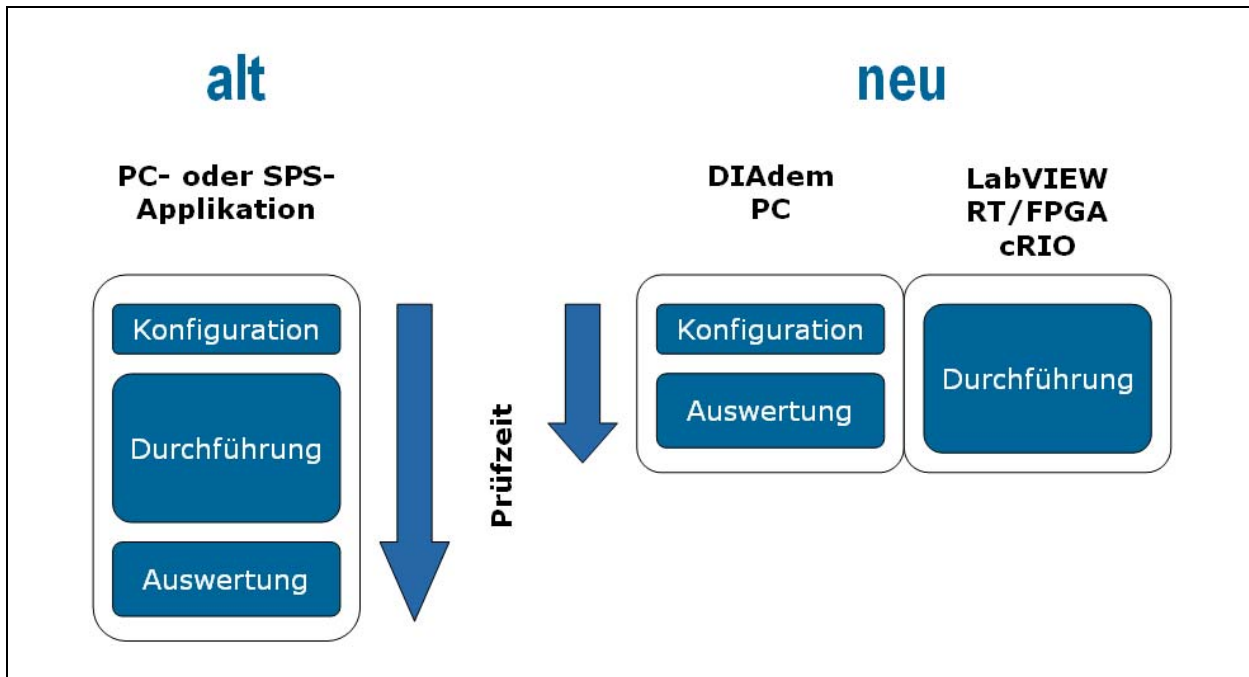 alt
PC- oder SPS-
Applikation
Konfiguration
Durchführung
Auswertung
Prüfzeit
neu
DIAdem
PC
Konfiguration
Auswertung
LabVIEW
RT/FPGA
cRIO
Durchführung